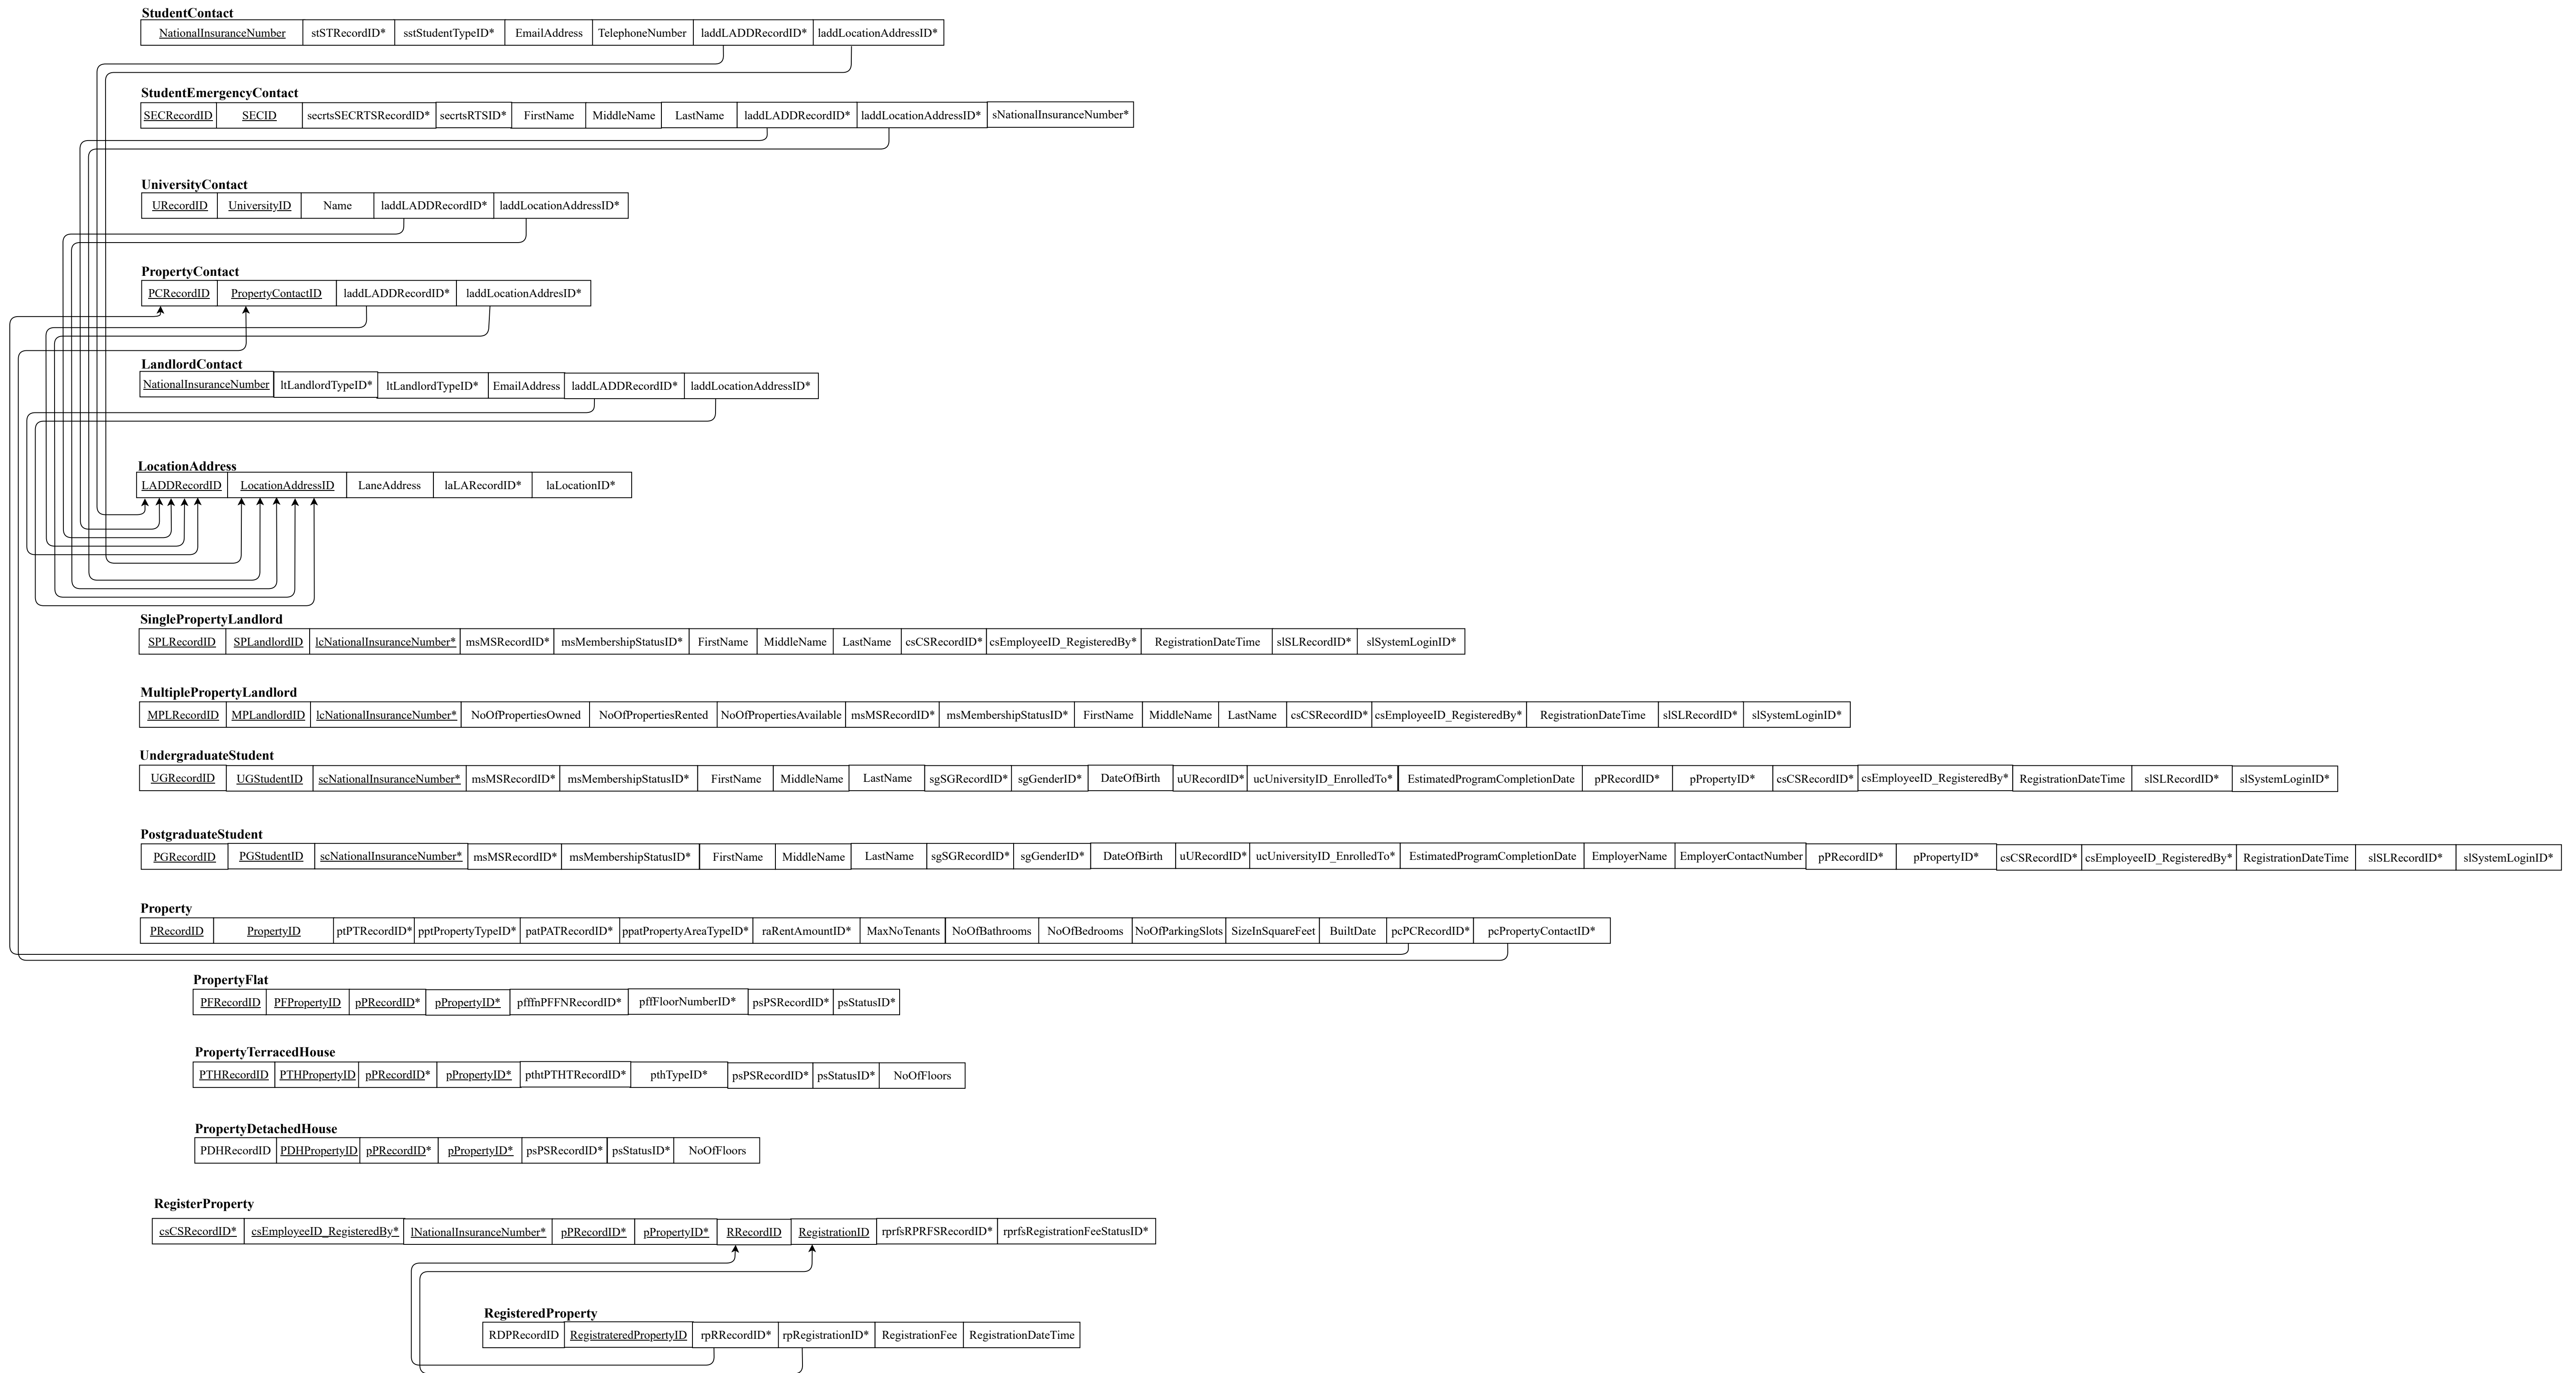 StudentContact
NationalInsuranceNumber stSTRecordID* sstStudentTypeID* EmailAddress TelephoneNumber laddLADDRecordID* laddLocationAddressID*
StudentEmergencyContact
SECRecordID SECID secrtsSECRTSRecordID* secrtsRTSID* FirstName MiddleName LastName laddLADDRecordID* laddLocationAddressID* sNationalInsuranceNumber*
UniversityContact
URecordID UniversityID Name laddLADDRecordID* laddLocationAddressID*
PropertyContact
PCRecordID PropertyContactID laddLADDRecordID* laddLocationAddresID*
LandlordContact
NationalInsuranceNumber ltLandlordTypeID* ltLandlordTypeID* EmailAddress laddLADDRecordID* laddLocationAddressID*
LocationAddress
LADDRecordID LocationAddressID LaneAddress laLARecordID* laLocationID*
SinglePropertyLandlord
SPLRecordID SPLandlordID lcNationalInsuranceNumber* msMSRecordID* msMembershipStatusID* FirstName MiddleName LastName csCSRecordID* csEmployeeID_RegisteredBy* RegistrationDateTime slSLRecordID* slSystemLoginID*
MultiplePropertyLandlord
MPLRecordID MPLandlordID lcNationalInsuranceNumber* NoOfPropertiesOwned NoOfPropertiesRented NoOfPropertiesAvailable msMSRecordID* msMembershipStatusID* FirstName MiddleName LastName csCSRecordID* csEmployeeID_RegisteredBy* RegistrationDateTime slSLRecordID* slSystemLoginID*
UndergraduateStudent
UGRecordID UGStudentID scNationalInsuranceNumber* msMSRecordID* msMembershipStatusID* FirstName MiddleName LastName sgSGRecordID* sgGenderID* DateOfBirth uURecordID* ucUniversityID_EnrolledTo* EstimatedProgramCompletionDate pPRecordID* pPropertyID* csCSRecordID* csEmployeeID_RegisteredBy* RegistrationDateTime slSLRecordID* slSystemLoginID*
PostgraduateStudent
PGRecordID PGStudentID scNationalInsuranceNumber* msMSRecordID* msMembershipStatusID* FirstName MiddleName LastName sgSGRecordID* sgGenderID* DateOfBirth uURecordID* ucUniversityID_EnrolledTo* EstimatedProgramCompletionDate EmployerName EmployerContactNumber pPRecordID* pPropertyID* csCSRecordID* csEmployeeID_RegisteredBy* RegistrationDateTime slSLRecordID* slSystemLoginID*
Property
PRecordID PropertyID ptPTRecordID* pptPropertyTypeID* patPATRecordID* ppatPropertyAreaTypeID* raRentAmountID* MaxNoTenants NoOfBathrooms NoOfBedrooms NoOfParkingSlots SizeInSquareFeet BuiltDate pcPCRecordID* pcPropertyContactID*
PropertyFlat
PFRecordID PFPropertyID pPRecordID* pPropertyID* pfffnPFFNRecordID* pffFloorNumberID* psPSRecordID* psStatusID*
PropertyTerracedHouse
PTHRecordID PTHPropertyID pPRecordID* pPropertyID* pthtPTHTRecordID* pthTypeID* psPSRecordID* psStatusID* NoOfFloors
PropertyDetachedHouse
PDHRecordID PDHPropertyID pPRecordID* pPropertyID* psPSRecordID* psStatusID* NoOfFloors
RegisterProperty
csCSRecordID* csEmployeeID_RegisteredBy* lNationalInsuranceNumber* pPRecordID* pPropertyID* RRecordID RegistrationID rprfsRPRFSRecordID* rprfsRegistrationFeeStatusID*
RegisteredProperty
RDPRecordID RegistrateredPropertyID rpRRecordID* rpRegistrationID* RegistrationFee RegistrationDateTime